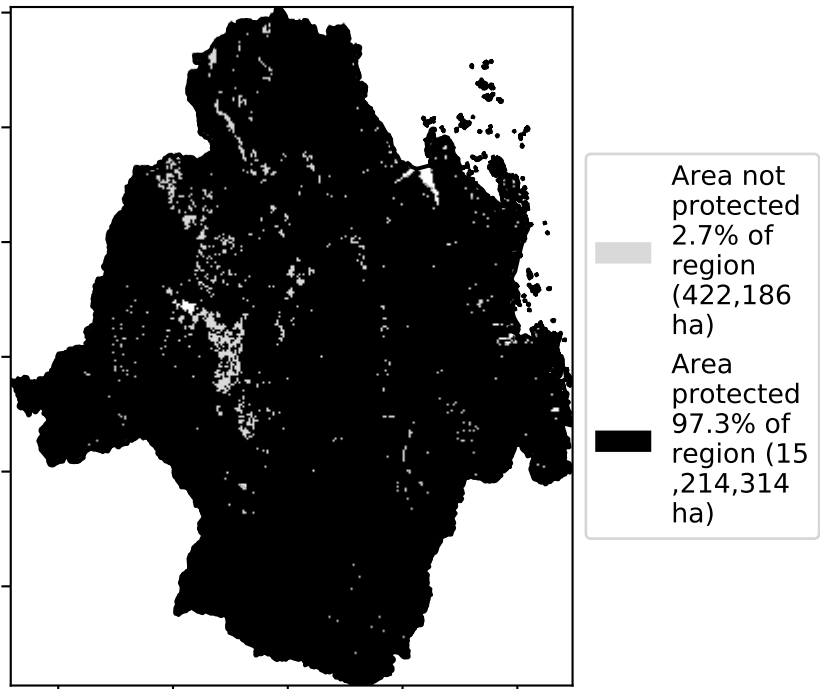 Area not
protected
2.7% of
region
(422,186
ha)
Area
protected
97.3% of
region (15
,214,314
ha)